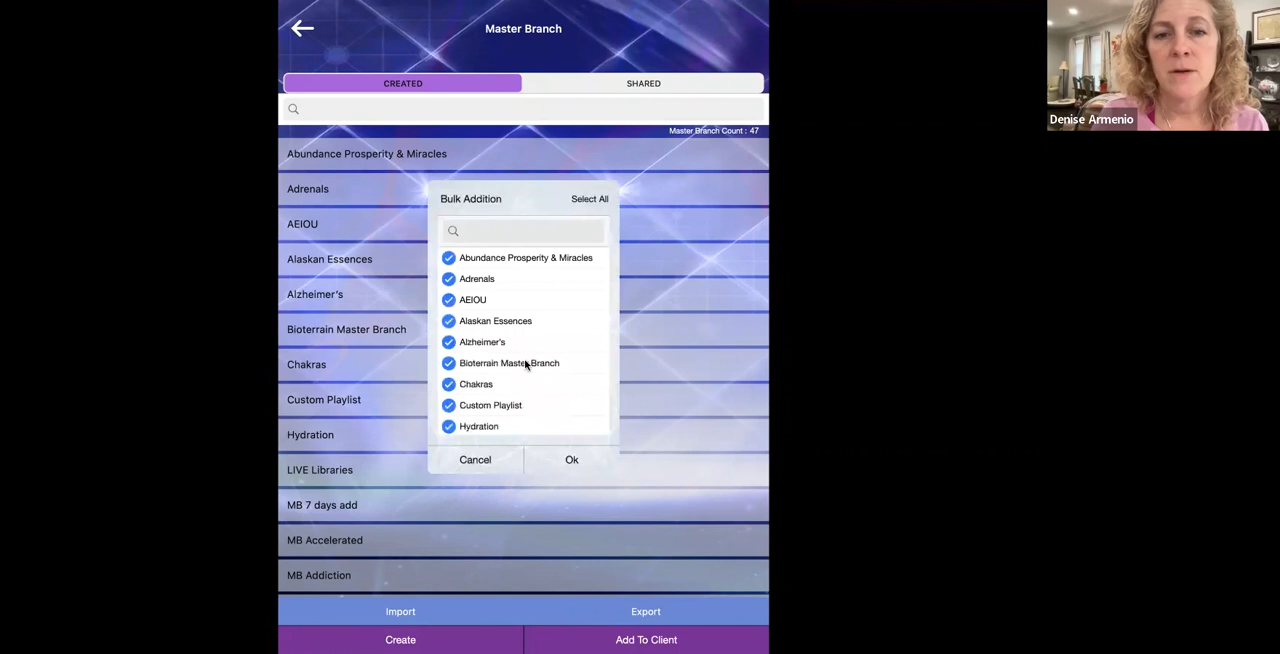 Master Branch
CREATED
SHARED
Master Branch Count : 47
Abundance Prosperity & Miracles
Adrenals
AEIOU
Alaskan Essences
Alzheimer's
Bioterrain Master Branch
Chakras
Custom Playlist
Hydration
LIVE Libraries
MB 7 days add
MB Accelerated
MB Addiction
Bulk Addition
Select All
Abundance Prosperity & Miracles
Adrenals
AEIOU
Alaskan Essences
Alzheimer's
Bioterrain Master Branch
Chakras
Custom Playlist
Hydration
Cancel
Ok
Import
Export
Create
Add To Client
Denise Armenio